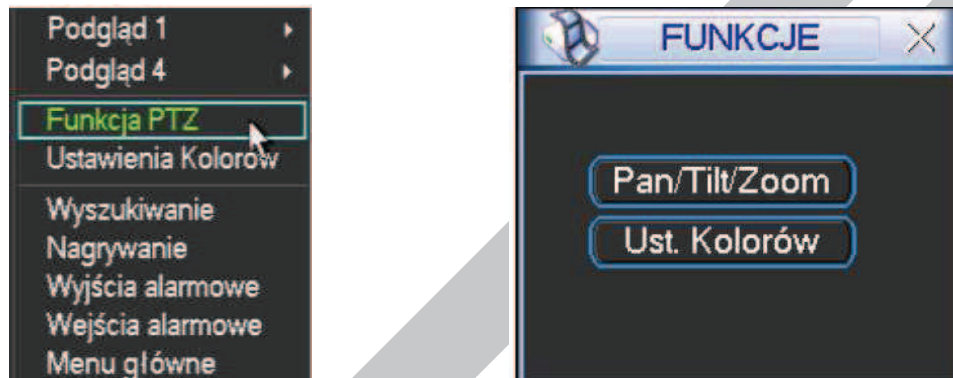 Podgląd 1
Podgląd 4
Funkcja PTZ
Ustawienia Kolorów
Wyszukiwanie
Nagrywanie
Wyjścia alarmowe
Wejścia alarmowe
Menu główne
FUNKCJE
Pan/Tilt/Zoom
Ust. Kolorów